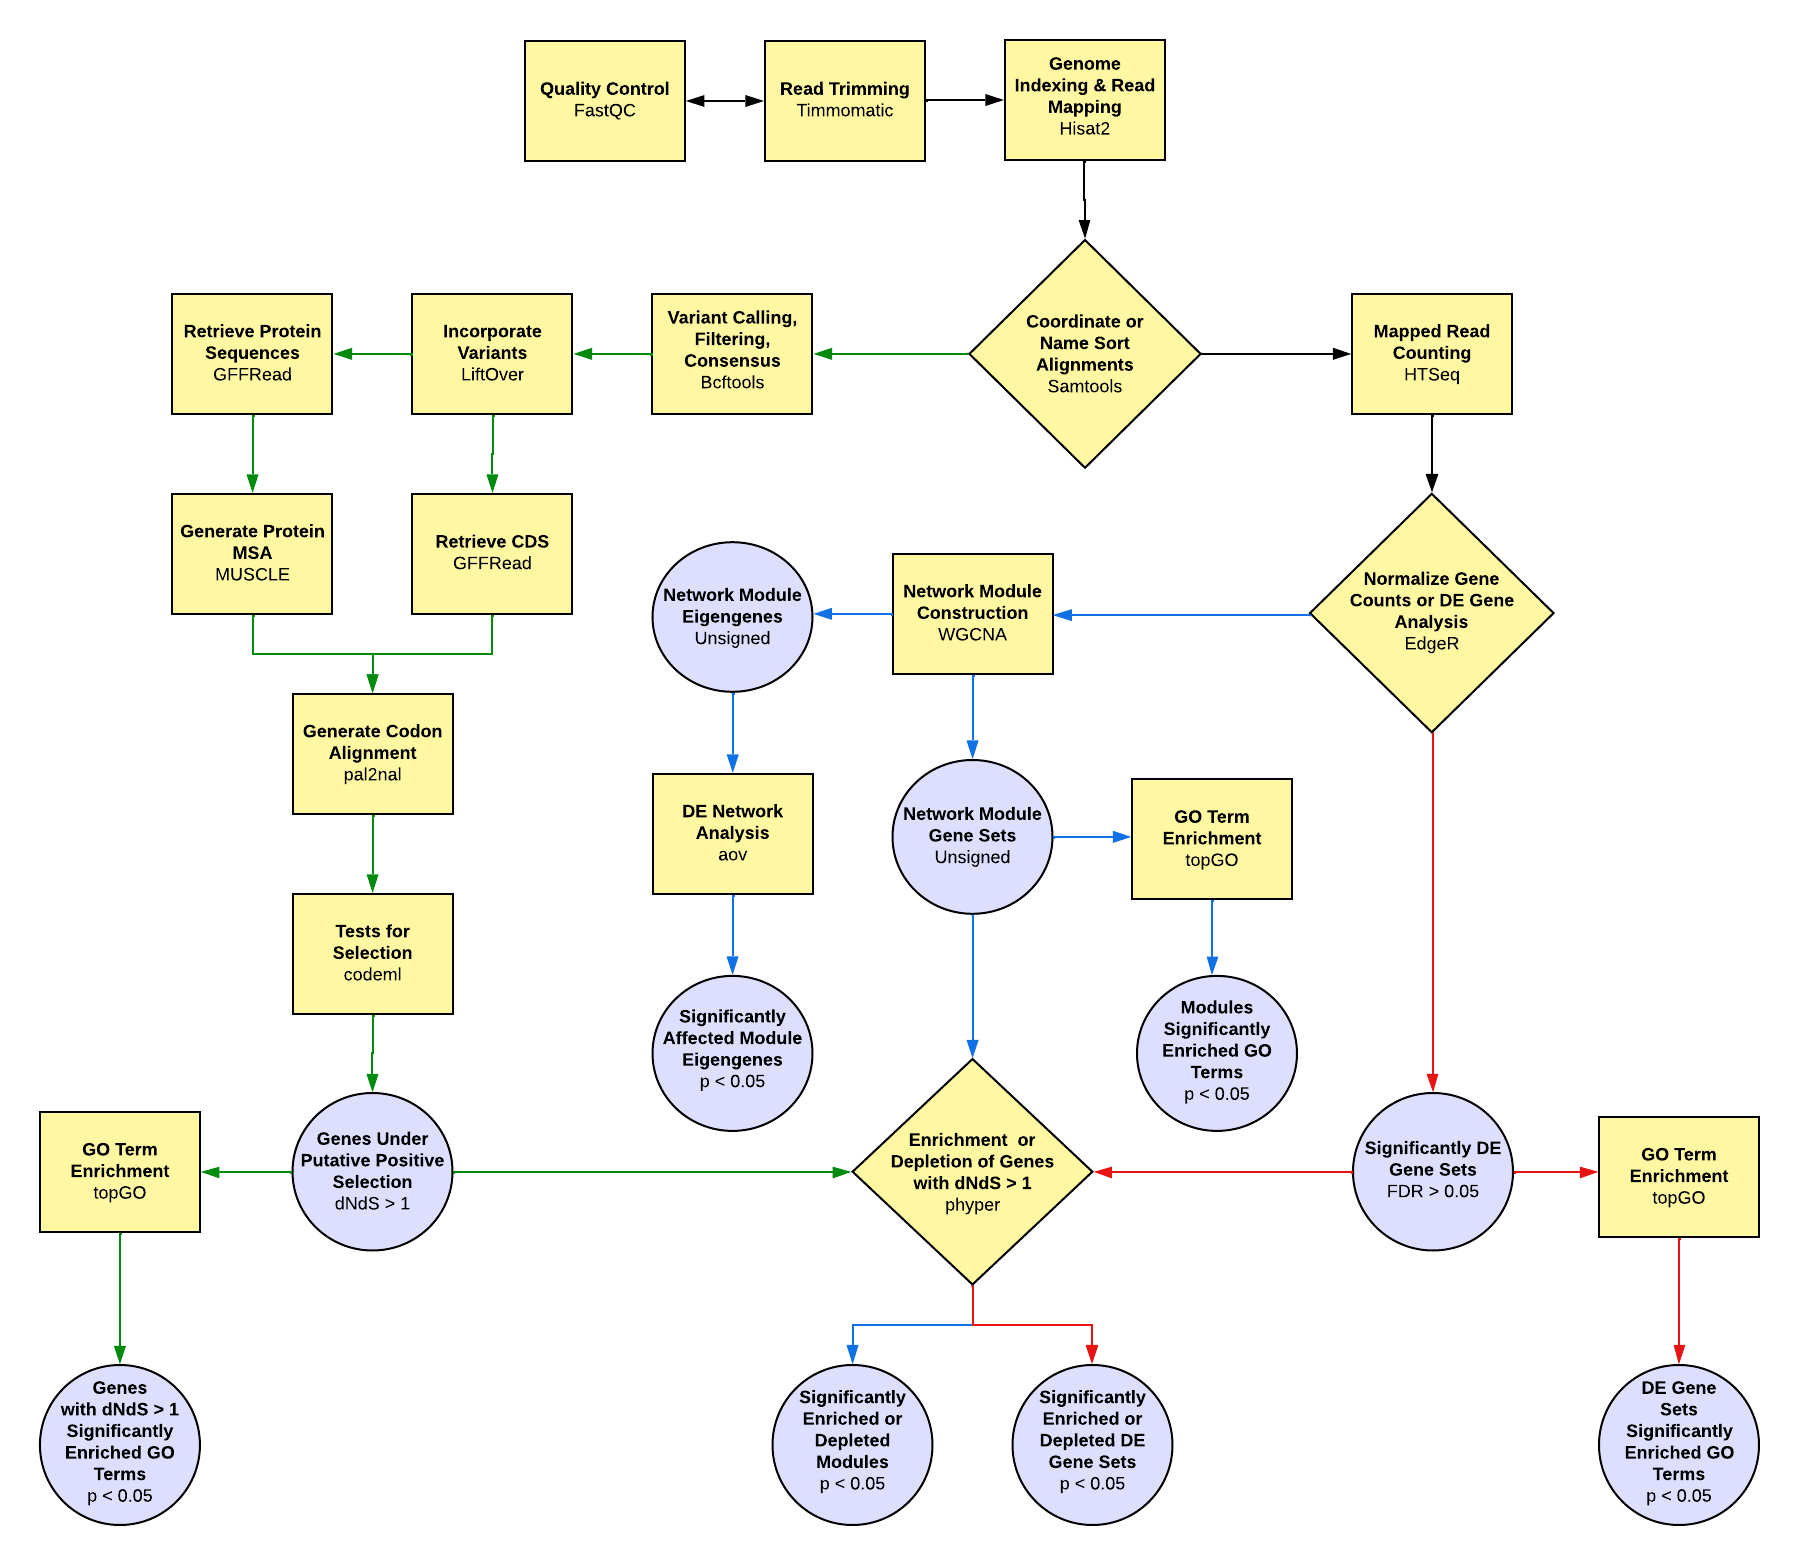 Quality Control
FastQC
Read Trimming
Timmomatic
Genome
Indexing & Read
Mapping
Hisat2
Retrieve Protein
Sequences
GFFRead
Incorporate
Variants
LiftOver
Variant Calling,
Filtering,
Consensus
Bcftools
Coordinate or
Name Sort
Alignments
Samtools
Mapped Read
Counting
HTSeq
Generate Protein
MSA
MUSCLE
Retrieve CDS
GFFRead
Network Module
Eigengenes
Unsigned
Network Module
Construction
WGCNA
Normalize Gene
Counts or DE Gene
Analysis
EdgeR
Generate Codon
Alignment
pal2nal
DE Network
Analysis
aov
Network Module
Gene Sets
Unsigned
GO Term
Enrichment
topGO
Tests for
Selection
codeml
Significantly
Affected Module
Eigengenes
p < 0.05
Modules
Significantly
Enriched GO
Terms
p < 0.05
GO Term
Enrichment
topGO
Genes Under
Putative Positive
Selection
dNdS > 1
Enrichment  or
Depletion of Genes
with dNdS > 1
phyper
Significantly DE
Gene Sets
FDR > 0.05
GO Term
Enrichment
topGO
Genes
with dNdS > 1
Significantly
Enriched GO
Terms
p < 0.05
Significantly
Enriched or
Depleted
Modules
p < 0.05
Significantly
Enriched or
Depleted DE
Gene Sets
p < 0.05
DE Gene
Sets
Significantly
Enriched GO
Terms
p < 0.05